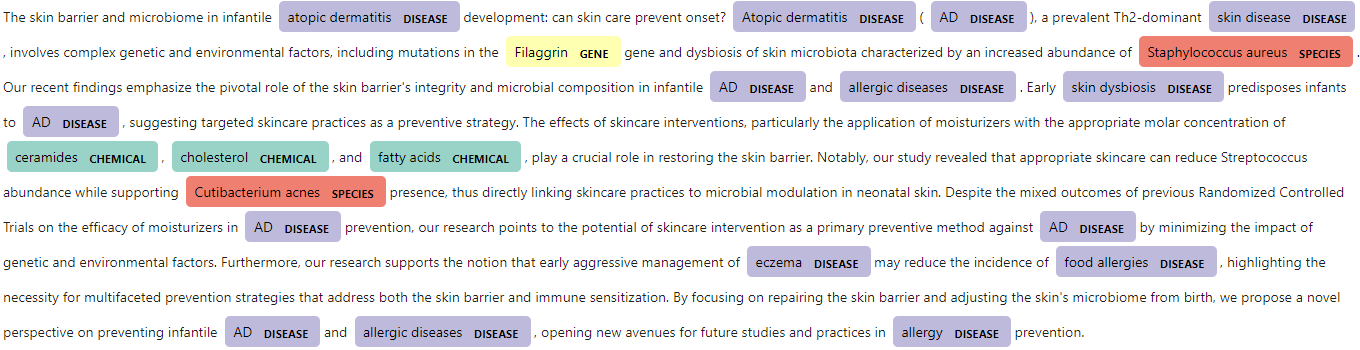 The skin barrier and microbiome in infantile atopic dermatitis DISEASE development: can skin care prevent onset? Atopic dermatitis DISEASE ( AD DISEASE ), a prevalent Th2-dominant skin disease DISEASE
, involves complex genetic and environmental factors, including mutations in the Filaggrin GENE gene and dysbiosis of skin microbiota characterized by an increased abundance of Staphylococcus aureus SPECIES .
Our recent findings emphasize the pivotal role of the skin barrier's integrity and microbial composition in infantile AD DISEASE and allergic diseases DISEASE . Early skin dysbiosis DISEASE predisposes infants
to AD DISEASE , suggesting targeted skincare practices as a preventive strategy. The effects of skincare interventions, particularly the application of moisturizers with the appropriate molar concentration of
ceramides CHEMICAL , cholesterol CHEMICAL , and fatty acids CHEMICAL , play a crucial role in restoring the skin barrier. Notably, our study revealed that appropriate skincare can reduce Streptococcus
abundance while supporting Cutibacterium acnes SPECIES presence, thus directly linking skincare practices to microbial modulation in neonatal skin. Despite the mixed outcomes of previous Randomized Controlled
Trials on the efficacy of moisturizers in AD DISEASE prevention, our research points to the potential of skincare intervention as a primary preventive method against AD DISEASE by minimizing the impact of
genetic and environmental factors. Furthermore, our research supports the notion that early aggressive management of eczema DISEASE may reduce the incidence of food allergies DISEASE , highlighting the
necessity for multifaceted prevention strategies that address both the skin barrier and immune sensitization. By focusing on repairing the skin barrier and adjusting the skin's microbiome from birth, we propose a novel
perspective on preventing infantile AD DISEASE and allergic diseases DISEASE , opening new avenues for future studies and practices in allergy DISEASE prevention.